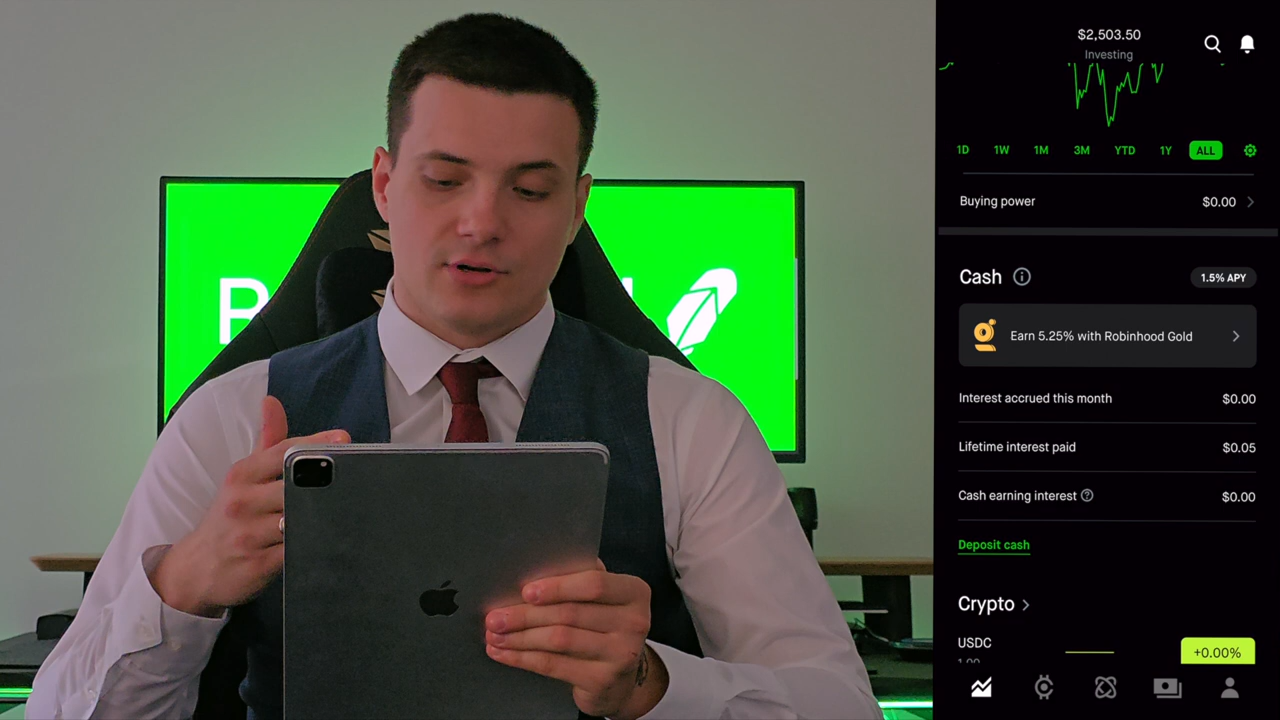 $2,503.50
Investing
1D 1W 1M 3M YTD 1Y ALL
Buying power $0.00
Cash 1.5% APY
Earn 5.25% with Robinhood Gold
Interest accrued this month $0.00
Lifetime interest paid $0.05
Cash earning interest $0.00
Deposit cash
Crypto
USDC
+0.00%